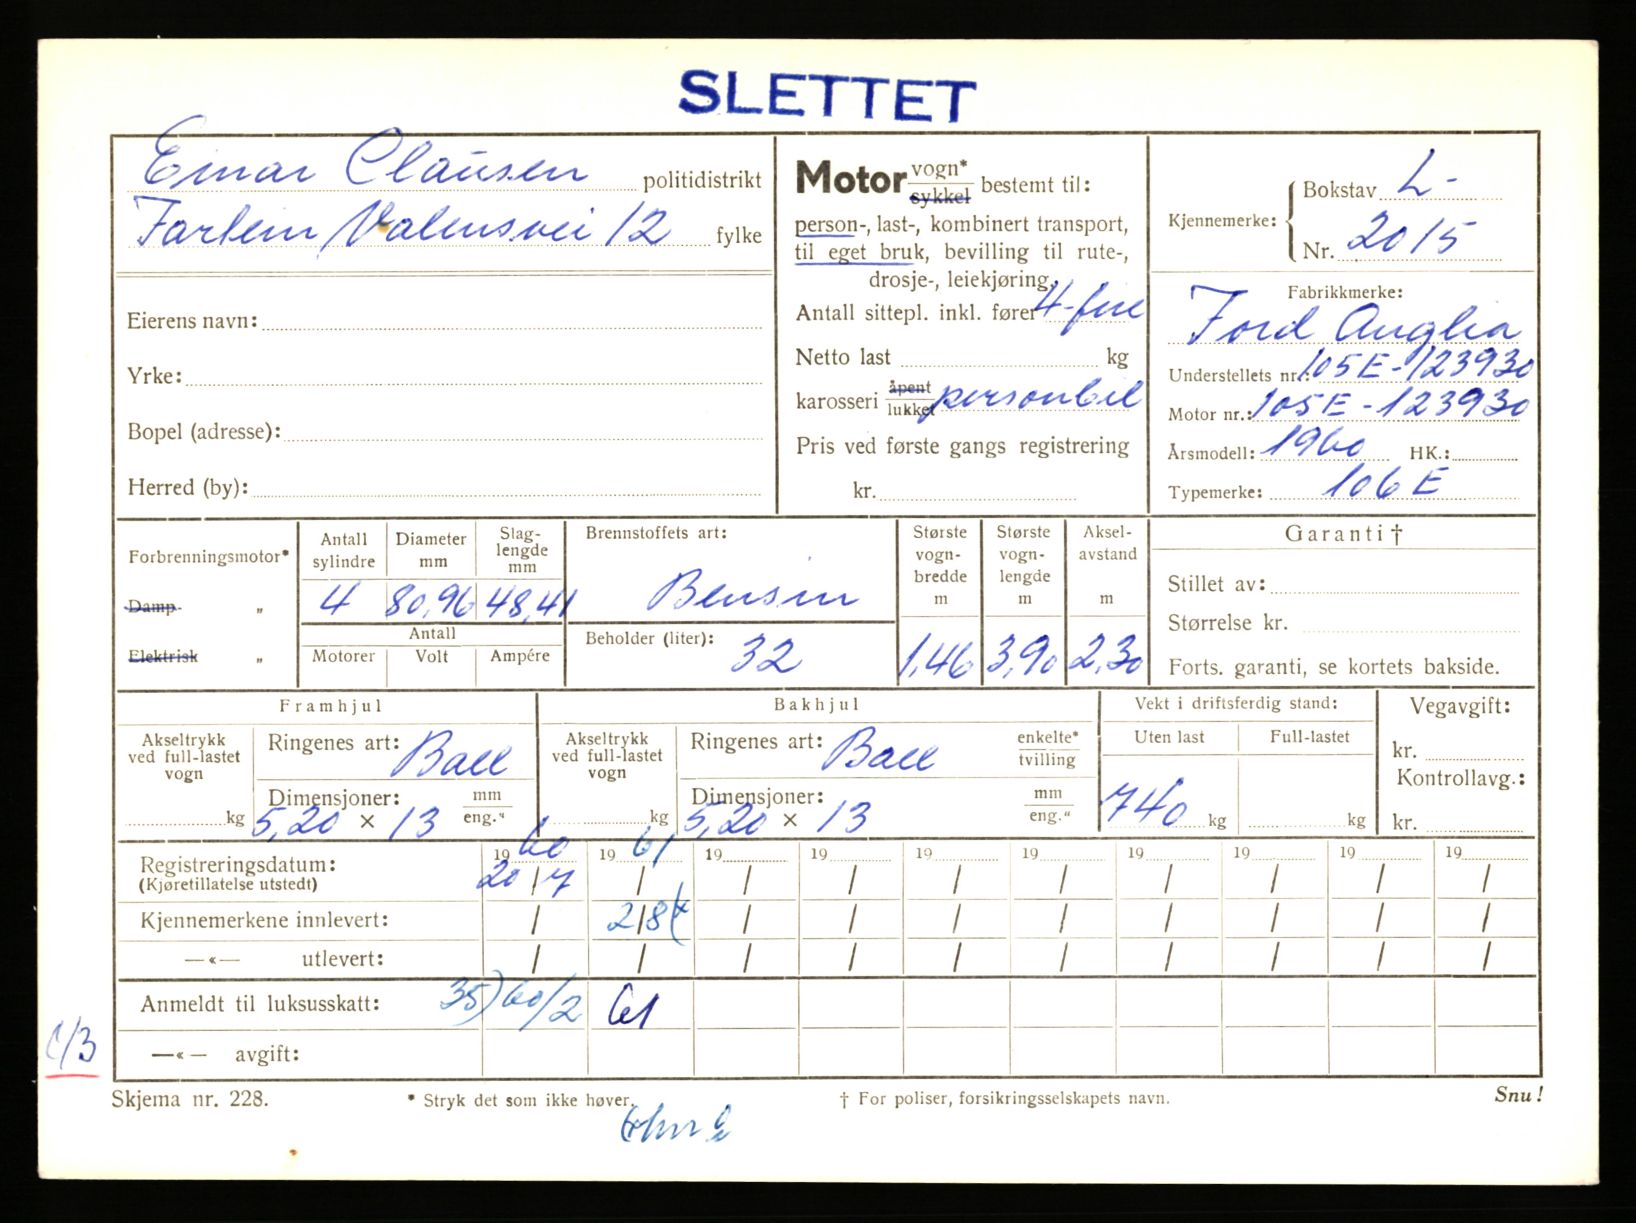 SLETTET
Einar Clausen politidistrikt
Valensvei 12 fylke
Eierens navn:
Yrke:
Bopel (adresse):
Herred (by):
Motor vogn* sykkel bestemt til:
person-, last-, kombinert transport,
til eget bruk, bevilling til rute-,
drosje-, leiekjøring.
Antall sittepl. inkl. fører 4-fire
Netto last kg
karosseri åpent lukket personbil
Pris ved første gangs registrering
kr.
Kjennemerke: Bokstav L-
Nr. 2015
Fabrikkmerke:
Ford Anglia
Understellets nr.: 105E-123930
Motor nr.: 105E-123930
Årsmodell: 1960 HK.:
Typemerke: 106E
Forbrenningsmotor*
Damp „
Elektrisk „
Antall sylindre Diameter mm Slag-lengde mm
4 80,96 48,41
Antall
Motorer Volt Ampére
Brennstoffets art:
Bensin
Beholder (liter): 32
Største vogn-bredde m Største vogn-lengde m Aksel-avstand m
1,46 3,90 2,30
Garanti †
Stillet av:
Størrelse kr.
Forts. garanti, se kortets bakside.
Framhjul
Akseltrykk ved full-lastet vogn kg
Ringenes art: Ball
Dimensjoner: mm
5,20 × 13 eng."
Bakhjul
Akseltrykk ved full-lastet vogn kg
Ringenes art: Ball enkelte* tvilling
Dimensjoner: mm
5,20 × 13 eng."
Vekt i driftsferdig stand:
Uten last Full-lastet
740 kg kg
Vegavgift:
kr.
Kontrollavg.:
kr.
Registreringsdatum: 19 60 19 61 19 19 19 19 19 19 19 19
(Kjøretillatelse utstedt) 20/7 / / / / / / / / /
Kjennemerkene innlevert: / 2/8 / / / / / / / /
—«— utlevert: / / / / / / / / / /
Anmeldt til luksusskatt: 35) 60/2 61
—«— avgift:
1/3
Skjema nr. 228. * Stryk det som ikke høver. † For poliser, forsikringsselskapets navn. Snu!